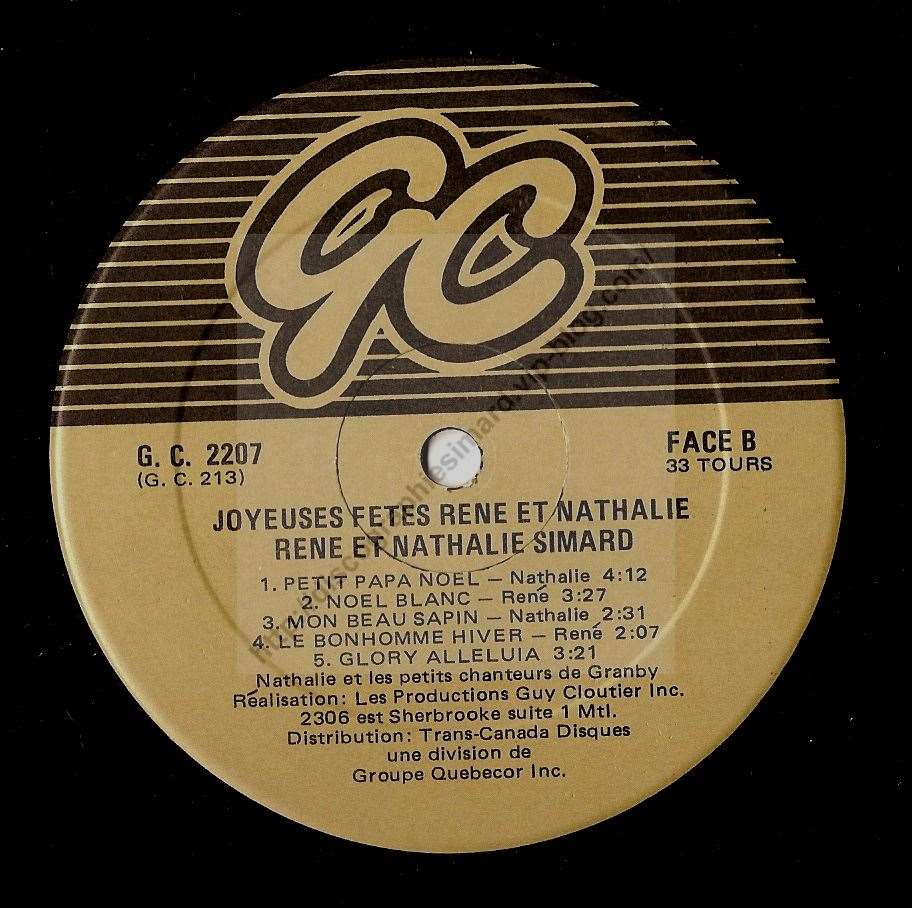 GC
G. C. 2207
(G. C. 213)
FACE B
33 TOURS
JOYEUSES FETES RENE ET NATHALIE
RENE ET NATHALIE SIMARD
1. PETIT PAPA NOEL – Nathalie 4:12
2. NOEL BLANC – René 3:27
3. MON BEAU SAPIN – Nathalie 2:31
4. LE BONHOMME HIVER – René 2:07
5. GLORY ALLELUIA 3:21
Nathalie et les petits chanteurs de Granby
Réalisation: Les Productions Guy Cloutier Inc.
2306 est Sherbrooke suite 1 Mtl.
Distribution: Trans-Canada Disques
une division de
Groupe Quebecor Inc.